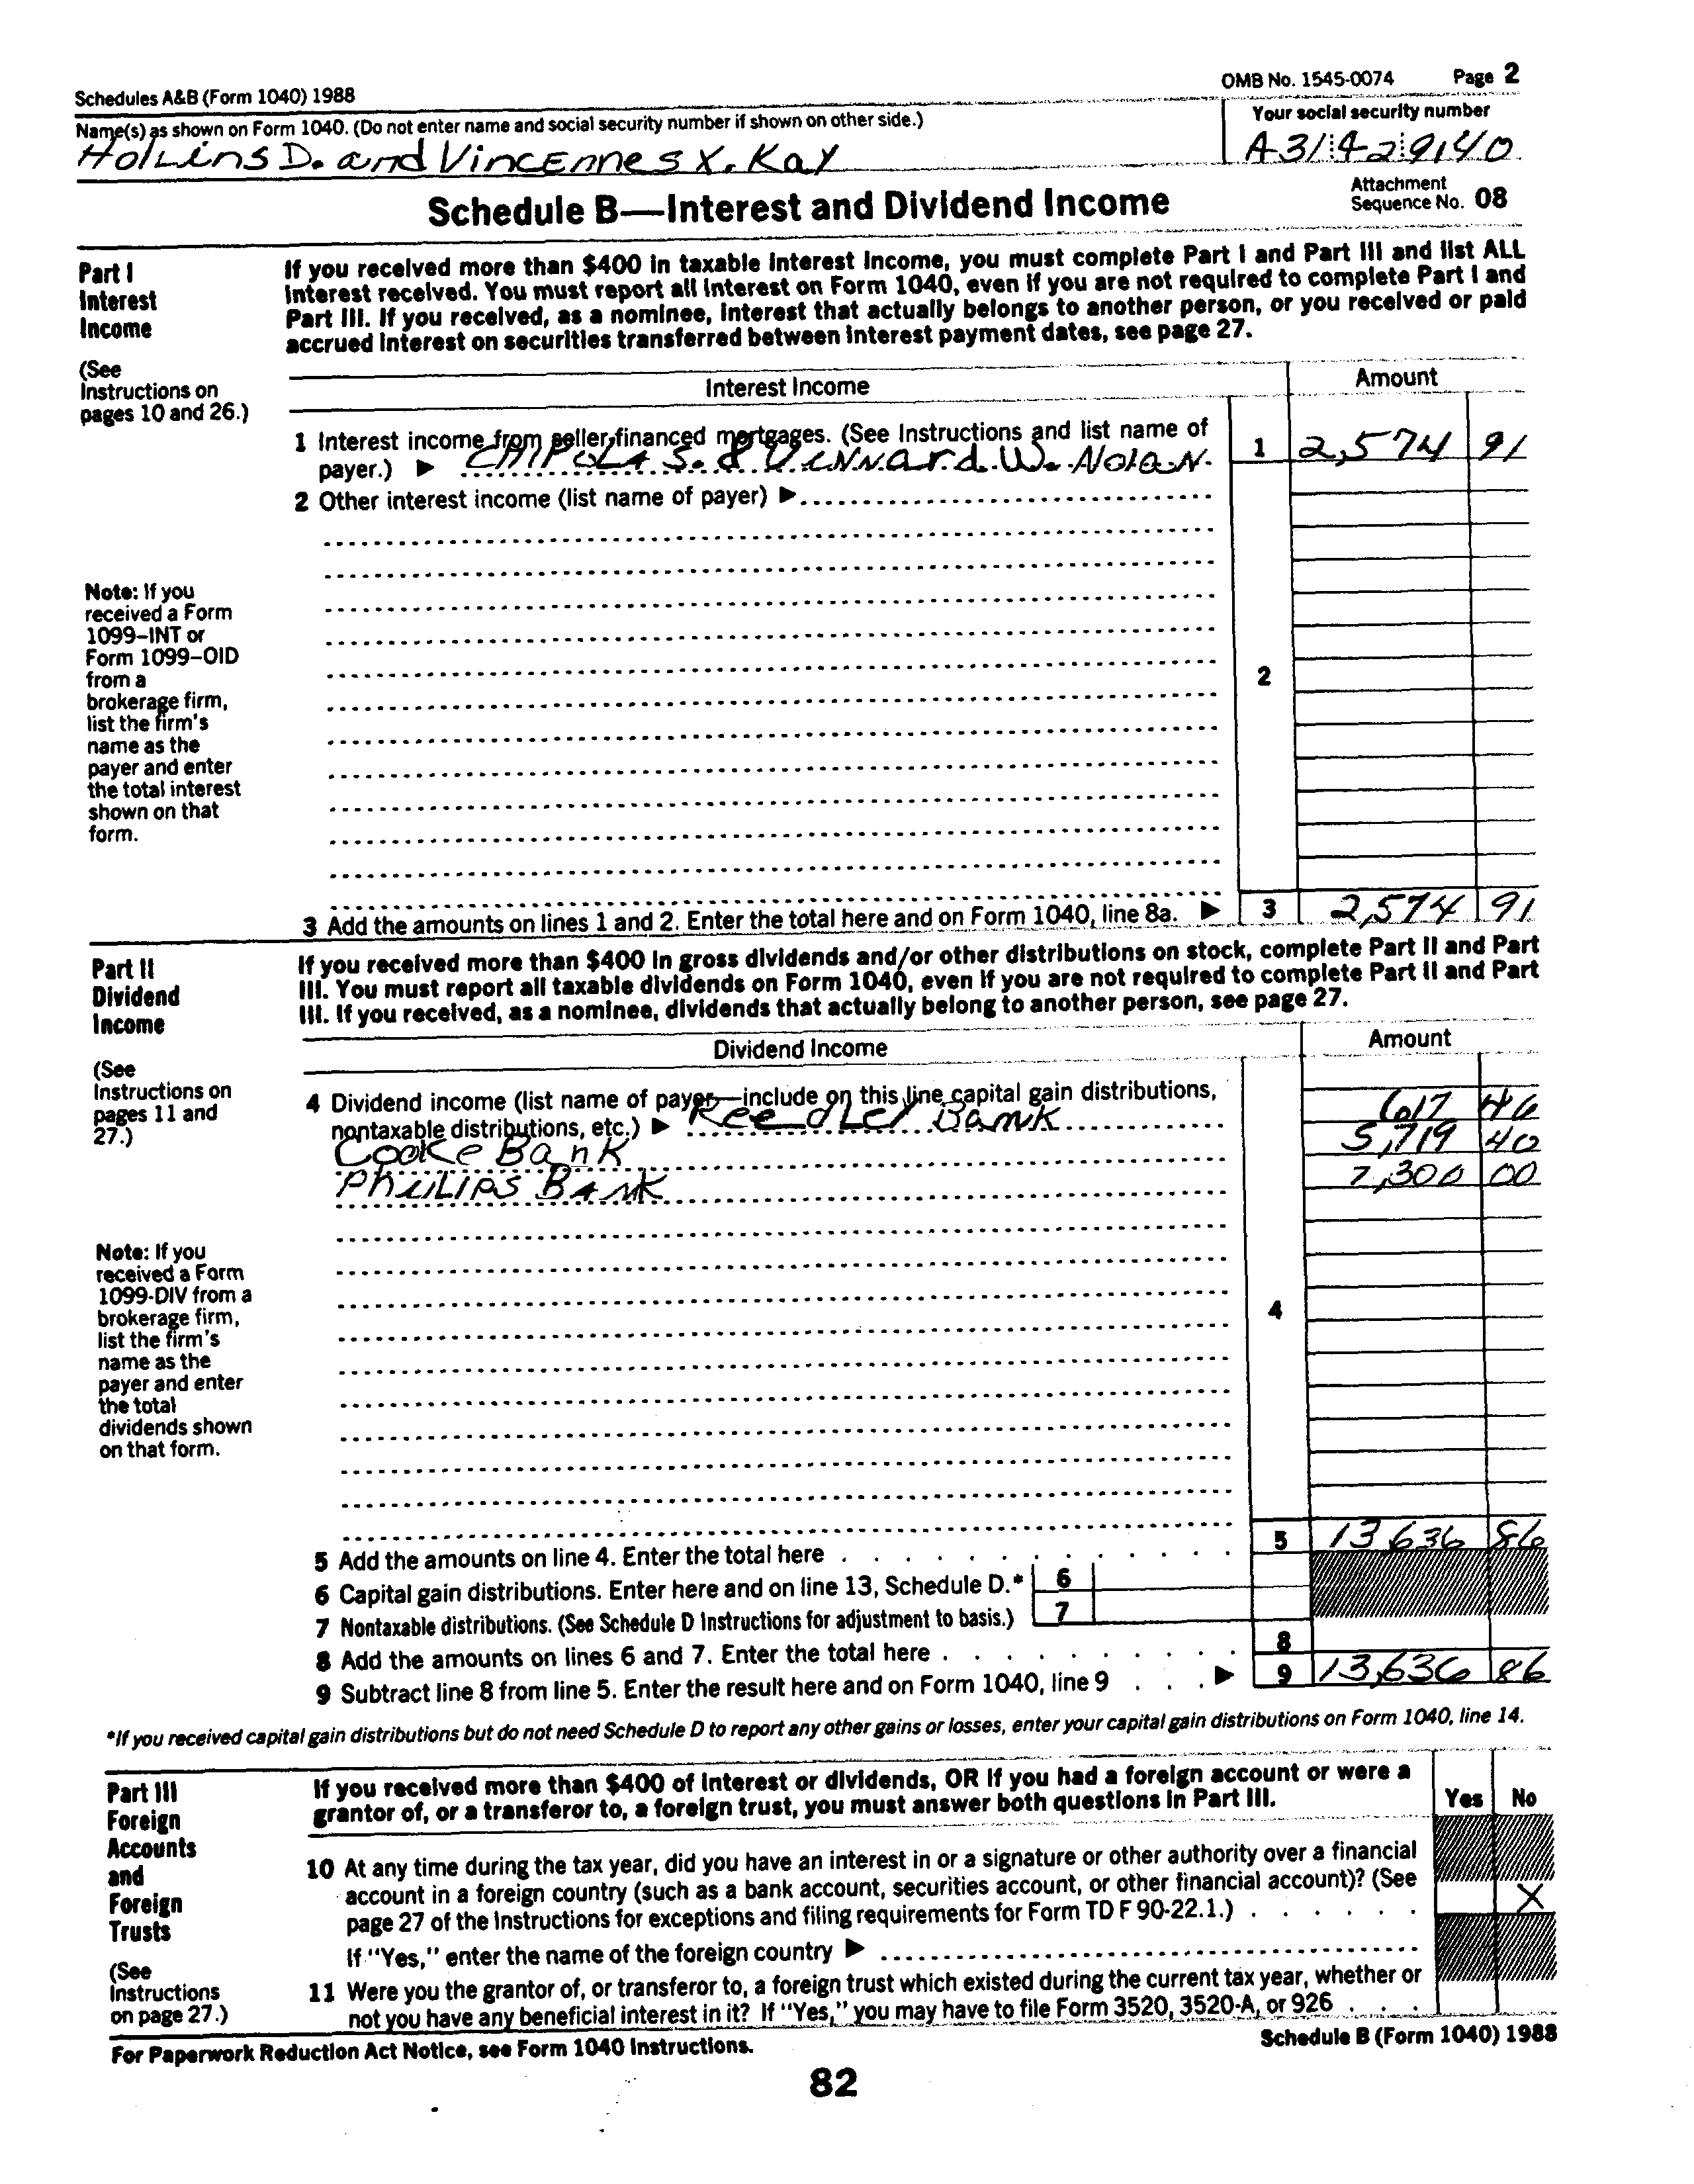 Schedules A&B (Form 1040) 1988
OMB No. 1545-0074 Page 2
Name(s) as shown on Form 1040. (Do not enter name and social security number if shown on other side.)
Your social security number
Hollins D. and Vincennes X. Kay
A31 42 9140
Schedule B—Interest and Dividend Income
Attachment
Sequence No. 08
Part I
Interest
Income
(See
Instructions on
pages 10 and 26.)
If you received more than $400 in taxable interest income, you must complete Part I and Part III and list ALL
interest received. You must report all interest on Form 1040, even if you are not required to complete Part I and
Part III. If you received, as a nominee, interest that actually belongs to another person, or you received or paid
accrued interest on securities transferred between interest payment dates, see page 27.
Interest Income Amount
1 Interest income from seller-financed mortgages. (See Instructions and list name of
payer.) ▶ Chipola S. & Vinnard W. Nolan 1 2,574 91
2 Other interest income (list name of payer) ▶
Note: If you
received a Form
1099–INT or
Form 1099–OID
from a
brokerage firm,
list the firm's
name as the
payer and enter
the total interest
shown on that
form.
2
3 Add the amounts on lines 1 and 2. Enter the total here and on Form 1040, line 8a. ▶ 3 2,574 91
Part II
Dividend
Income
(See
Instructions on
pages 11 and
27.)
If you received more than $400 in gross dividends and/or other distributions on stock, complete Part II and Part
III. You must report all taxable dividends on Form 1040, even if you are not required to complete Part II and Part
III. If you received, as a nominee, dividends that actually belong to another person, see page 27.
Dividend Income Amount
4 Dividend income (list name of payer—include on this line capital gain distributions,
nontaxable distributions, etc.) ▶ Reedley Bank 617 46
Cooke Bank 5,719 40
Phillips Bank 7,300 00
Note: If you
received a Form
1099-DIV from a
brokerage firm,
list the firm's
name as the
payer and enter
the total
dividends shown
on that form.
4
5 Add the amounts on line 4. Enter the total here 5 13,636 86
6 Capital gain distributions. Enter here and on line 13, Schedule D.* 6
7 Nontaxable distributions. (See Schedule D Instructions for adjustment to basis.) 7
8 Add the amounts on lines 6 and 7. Enter the total here 8
9 Subtract line 8 from line 5. Enter the result here and on Form 1040, line 9 ▶ 9 13,636 86
*If you received capital gain distributions but do not need Schedule D to report any other gains or losses, enter your capital gain distributions on Form 1040, line 14.
Part III
Foreign
Accounts
and
Foreign
Trusts
(See
Instructions
on page 27.)
If you received more than $400 of interest or dividends, OR if you had a foreign account or were a
grantor of, or a transferor to, a foreign trust, you must answer both questions in Part III.
Yes No
10 At any time during the tax year, did you have an interest in or a signature or other authority over a financial
account in a foreign country (such as a bank account, securities account, or other financial account)? (See
page 27 of the Instructions for exceptions and filing requirements for Form TD F 90-22.1.) X
If "Yes," enter the name of the foreign country ▶
11 Were you the grantor of, or transferor to, a foreign trust which existed during the current tax year, whether or
not you have any beneficial interest in it? If "Yes," you may have to file Form 3520, 3520-A, or 926
For Paperwork Reduction Act Notice, see Form 1040 Instructions.
Schedule B (Form 1040) 1988
82